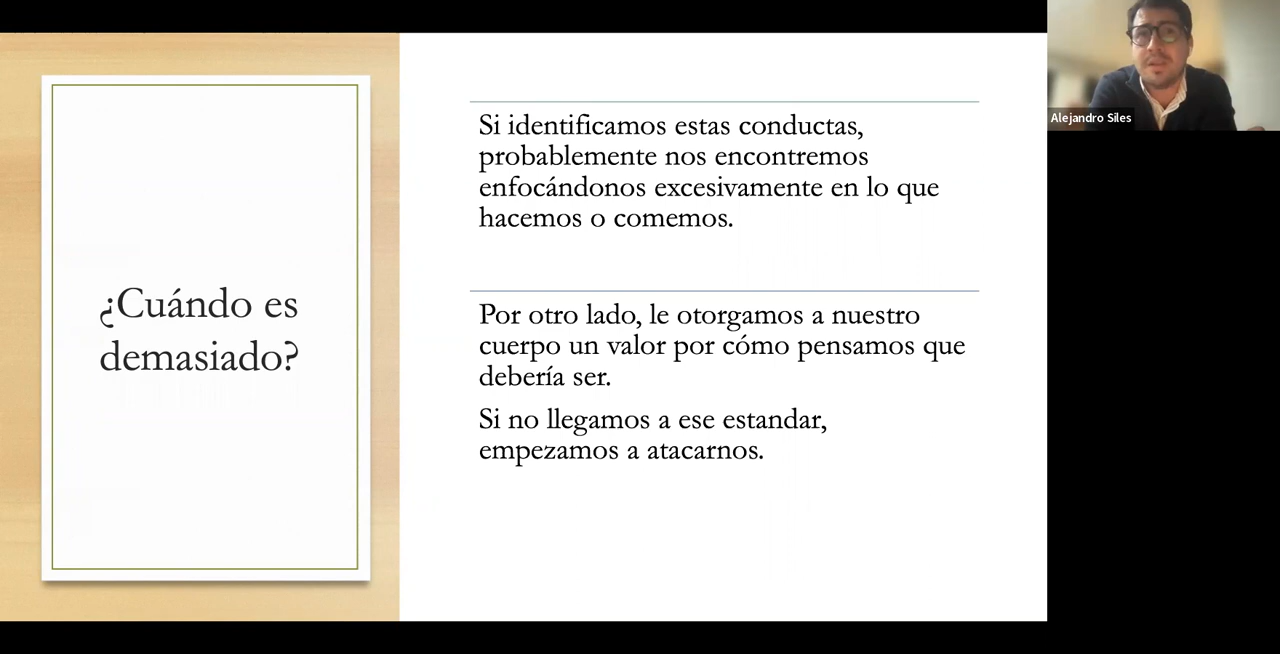 ¿Cuándo es
demasiado?
Si identificamos estas conductas,
probablemente nos encontremos
enfocándonos excesivamente en lo que
hacemos o comemos.
Por otro lado, le otorgamos a nuestro
cuerpo un valor por cómo pensamos que
debería ser.
Si no llegamos a ese estandar,
empezamos a atacarnos.
Alejandro Siles